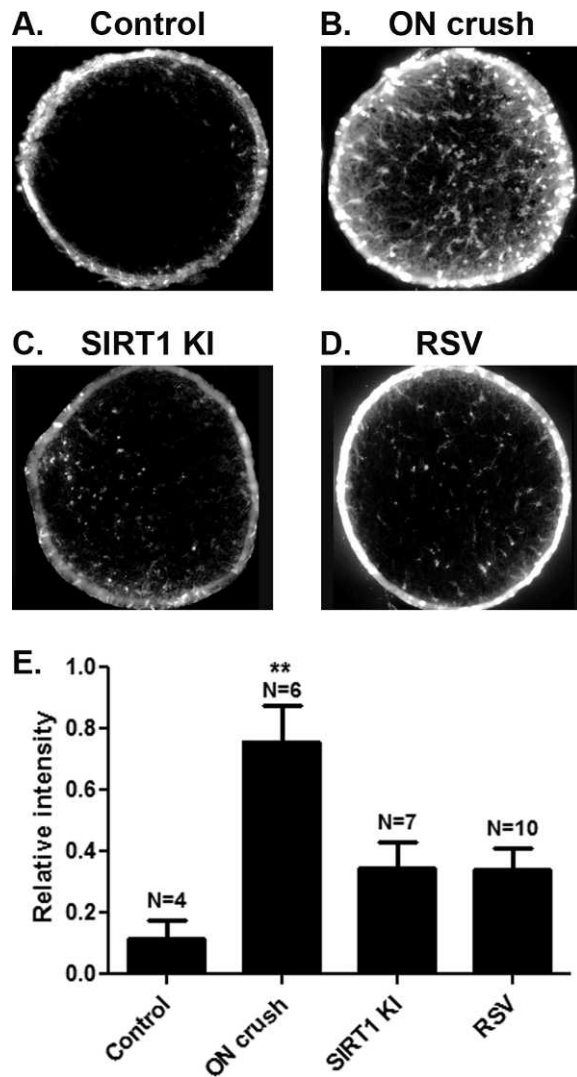 A. Control
B. ON crush
C. SIRT1 KI
D. RSV
E.
Relative intensity
1.0
0.8
0.6
0.4
0.2
0.0
N=4
**
N=6
N=7
N=10
Control
ON crush
SIRT1 KI
RSV